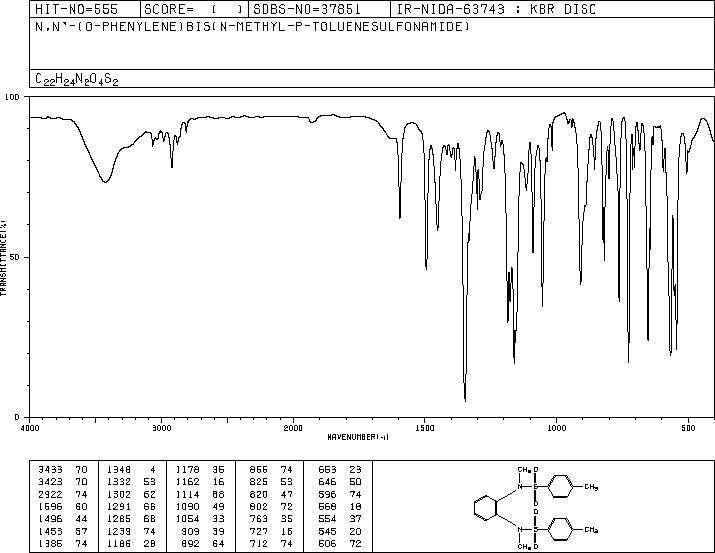 HIT-NO=555 SCORE= ( ) SDBS-NO=37851 IR-NIDA-63743 : KBR DISC
N,N'-(O-PHENYLENE)BIS(N-METHYL-P-TOLUENESULFONAMIDE)
C22H24N2O4S2
100
TRANSMITTANCE(%)
50
0
4000 3000 2000 1500 1000 500
WAVENUMBER(-1)
3433 70 1348 4 1178 36 866 74 653 23
3423 70 1332 53 1162 16 825 53 646 50
2922 74 1302 62 1114 68 820 47 596 74
1596 60 1291 66 1090 49 802 72 568 18
1496 44 1265 68 1054 33 763 35 554 37
1453 57 1239 74 909 39 727 16 545 20
1385 74 1186 28 892 64 712 74 506 72
CH3 O
N S CH3
O
O
N S CH3
CH3 O